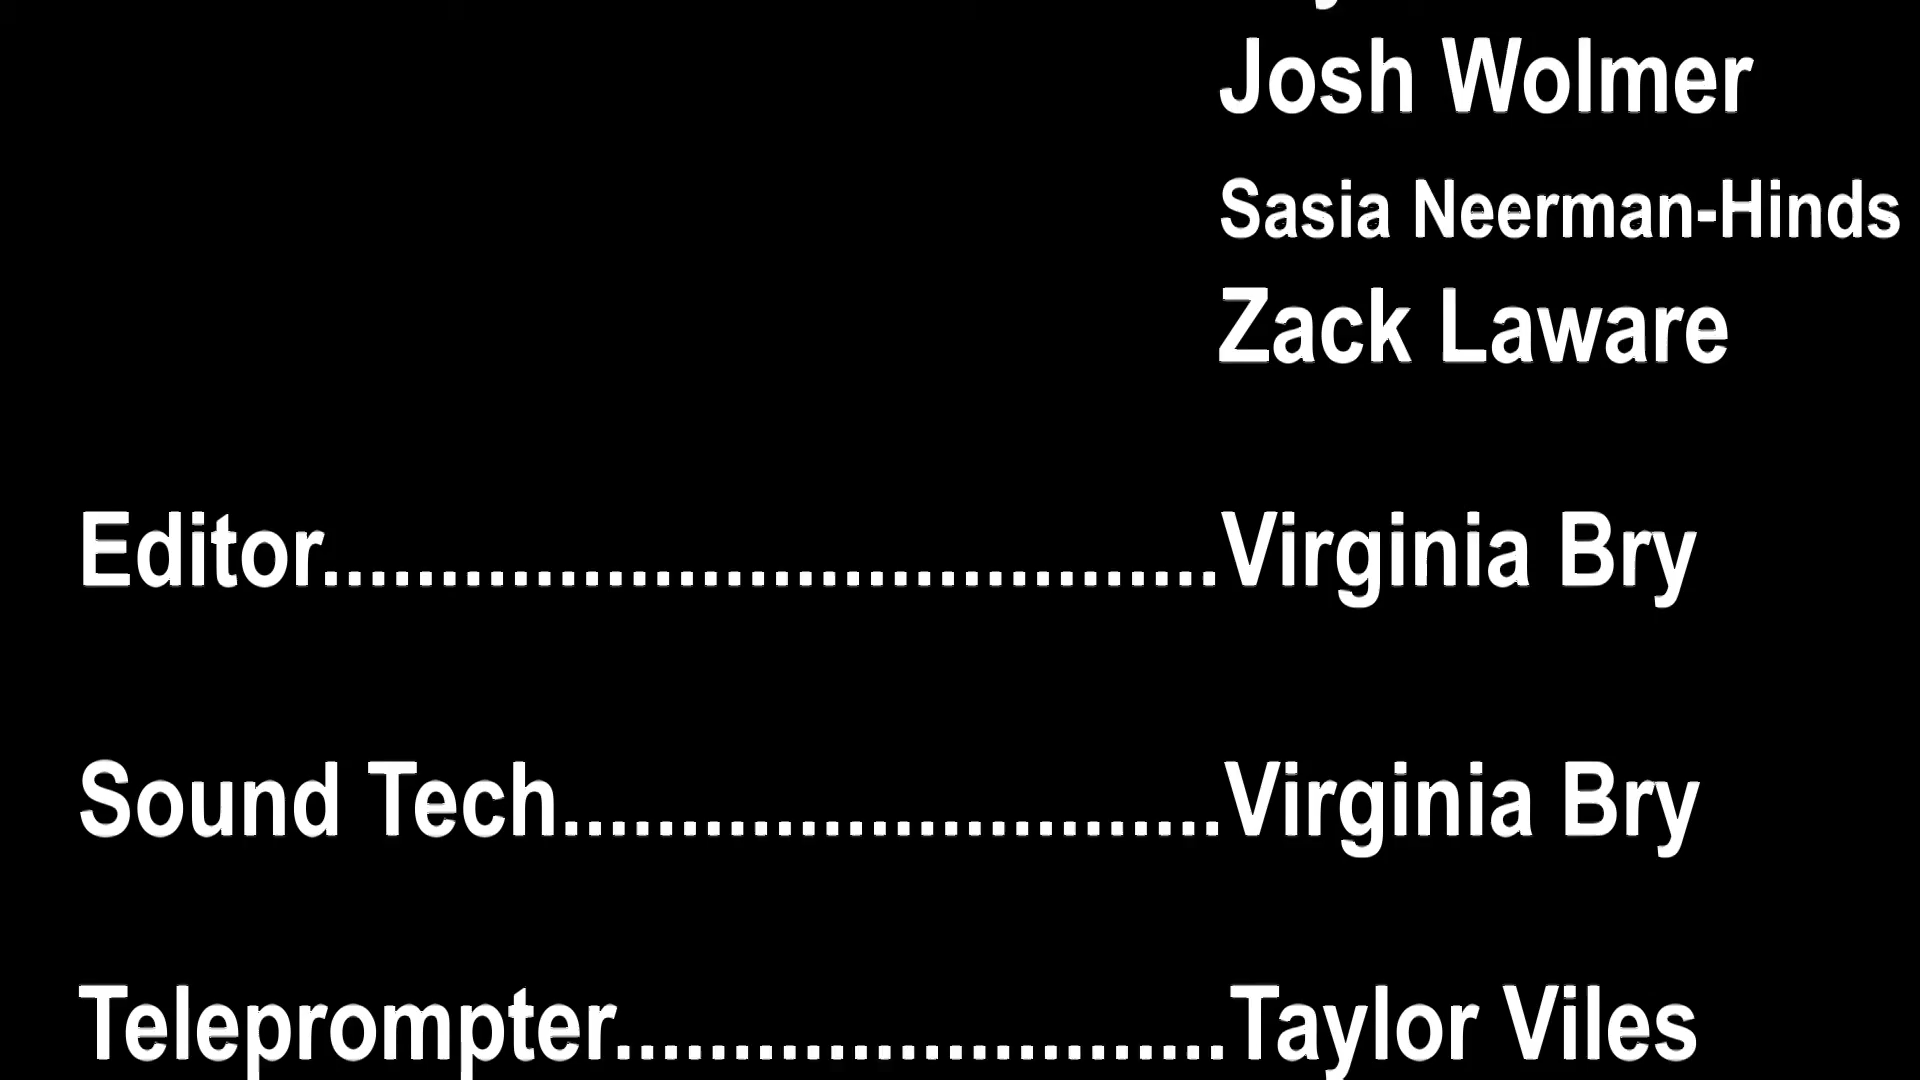 Josh Wolmer
Sasia Neerman-Hinds
Zack Laware
Editor......................................Virginia Bry
Sound Tech............................Virginia Bry
Teleprompter..........................Taylor Viles